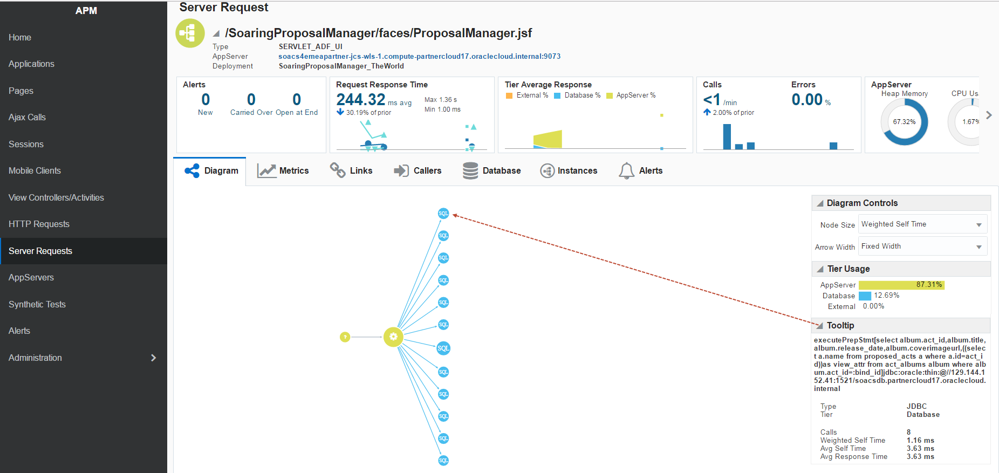 APM
Home
Applications
Pages
Ajax Calls
Sessions
Mobile Clients
View Controllers/Activities
HTTP Requests
Server Requests
AppServers
Synthetic Tests
Alerts
Administration
Server Request
/SoaringProposalManager/faces/ProposalManager.jsf
Type SERVLET_ADF_UI
AppServer soacs4emeapartner-jcs-wls-1.compute-partnercloud17.oraclecloud.internal:9073
Deployment SoaringProposalManager_TheWorld
Alerts
0 0 0
New Carried Over Open at End
Request Response Time
244.32 ms avg
30.19% of prior
Max 1.36 s
Min 1.00 ms
Tier Average Response
External % Database % AppServer %
Calls
<1 /min
2.00% of prior
Errors
0.00 %
AppServer
Heap Memory
67.32%
CPU Us
1.67%
Diagram Metrics Links Callers Database Instances Alerts
?
SQL
SQL
SQL
SQL
SQL
SQL
SQL
SQL
SQL
SQL
SQL
SQL
Diagram Controls
Node Size Weighted Self Time
Arrow Width Fixed Width
Tier Usage
AppServer 87.31%
Database 12.69%
External 0.00%
Tooltip
executePrepStmt[select album.act_id,album.title,
album.release_date,album.coverimageurl,((selec
t a.name from proposed_acts a where a.id=act_i
d))as view_attr from act_albums album where alb
um.act_id=:bind_id]jdbc:oracle:thin:@//129.144.1
52.41:1521/soacsdb.partnercloud17.oraclecloud.
internal
Type JDBC
Tier Database
Calls 8
Weighted Self Time 1.16 ms
Avg Self Time 3.63 ms
Avg Response Time 3.63 ms